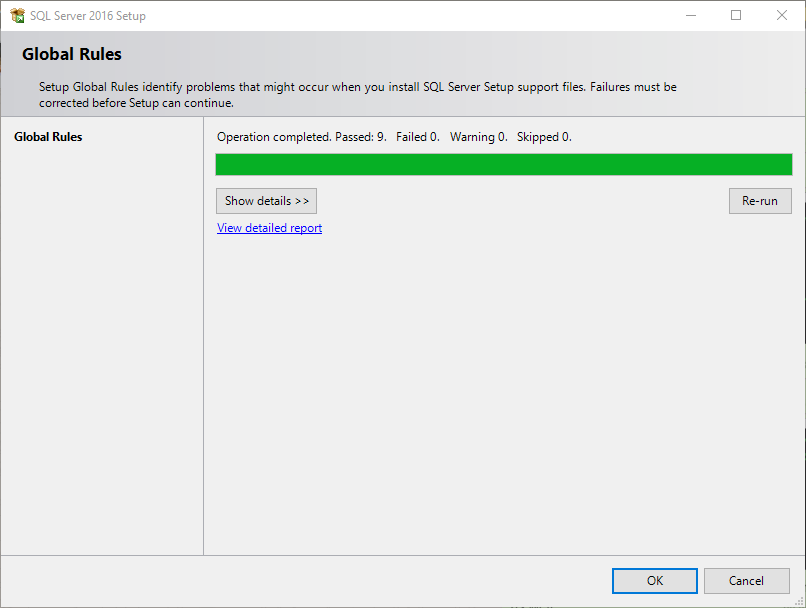 SQL Server 2016 Setup
Global Rules
Setup Global Rules identify problems that might occur when you install SQL Server Setup support files. Failures must be
corrected before Setup can continue.
Global Rules
Operation completed. Passed: 9.   Failed 0.   Warning 0.   Skipped 0.
Show details >>
Re-run
View detailed report
OK
Cancel